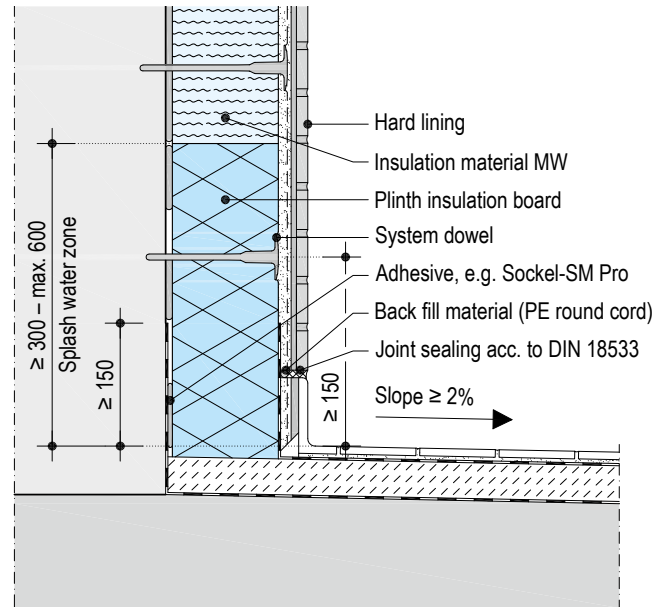 Hard lining
Insulation material MW
Plinth insulation board
System dowel
Adhesive, e.g. Sockel-SM Pro
Back fill material (PE round cord)
Joint sealing acc. to DIN 18533
Slope ≥ 2%
≥ 300 – max. 600
Splash water zone
≥ 150
≥ 150